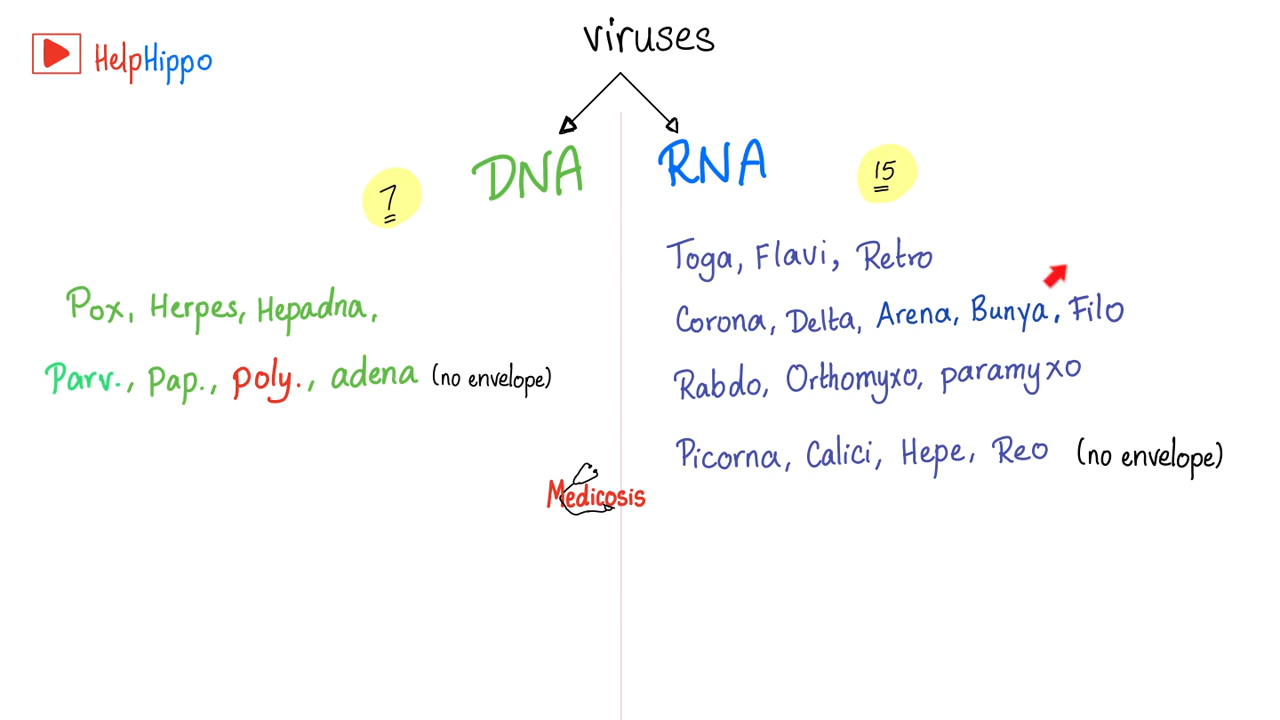 HelpHippo
viruses
DNA
RNA
7
15
Toga, Flavi, Retro
Pox, Herpes, Hepadna,
Corona, Delta, Arena, Bunya, Filo
Parv., Pap., poly., adena (no envelope)
Rabdo, Orthomyxo, paramyxo
Picorna, Calici, Hepe, Reo (no envelope)
Medicosis